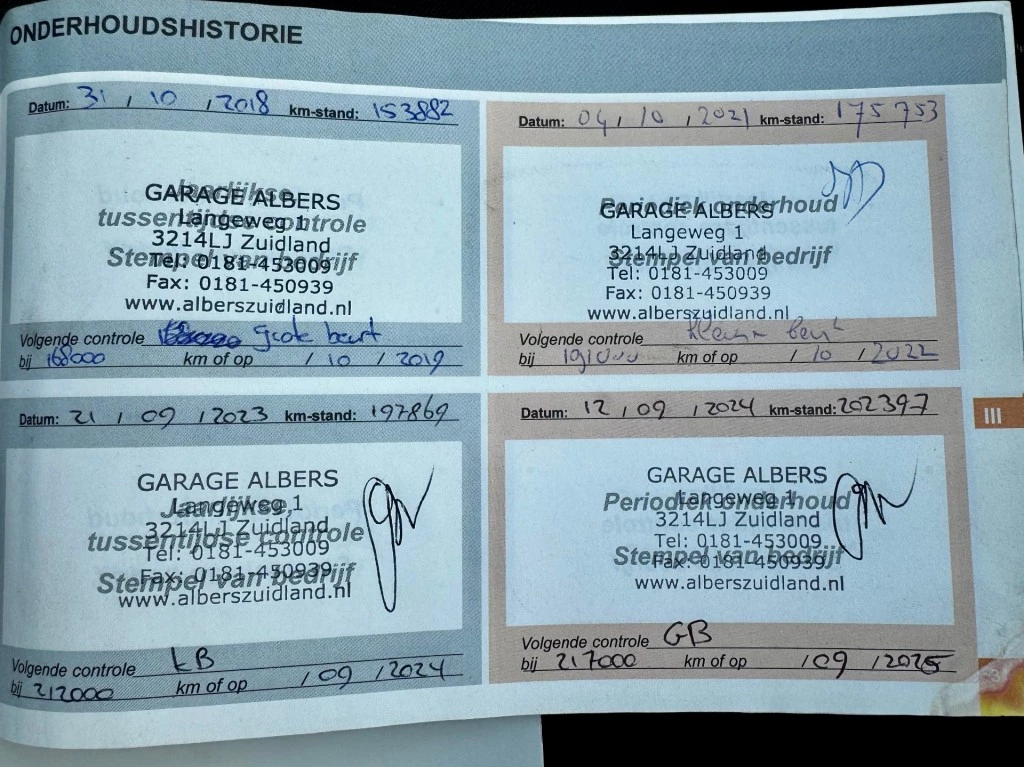 ONDERHOUDSHISTORIE
Datum: 31 / 10 / 2018 km-stand: 153882
Jaarlijkse
tussentijdse controle
Stempel van bedrijf
GARAGE ALBERS
Langeweg 1
3214LJ Zuidland
Tel: 0181-453009
Fax: 0181-450939
www.alberszuidland.nl
Volgende controle grote beurt
bij 168000 km of op / 10 / 2019
Datum: 04 / 10 / 2021 km-stand: 175 753
Periodiek onderhoud
Stempel van bedrijf
GARAGE ALBERS
Langeweg 1
3214LJ Zuidland
Tel: 0181-453009
Fax: 0181-450939
www.alberszuidland.nl
Volgende controle kleine beurt
bij 191000 km of op / 10 / 2022
Datum: 21 / 09 / 2023 km-stand: 197869
Jaarlijkse,
tussentijdse controle
Stempel van bedrijf
GARAGE ALBERS
Langeweg 1
3214LJ Zuidland
Tel: 0181-453009
Fax: 0181-450939
www.alberszuidland.nl
Volgende controle KB
bij 212000 km of op / 09 / 2024
Datum: 12 / 09 / 2024 km-stand: 202397
Periodiek onderhoud
Stempel van bedrijf
GARAGE ALBERS
Langeweg 1
3214LJ Zuidland
Tel: 0181-453009
Fax: 0181-450939
www.alberszuidland.nl
Volgende controle GB
bij 217000 km of op / 09 / 2025
III